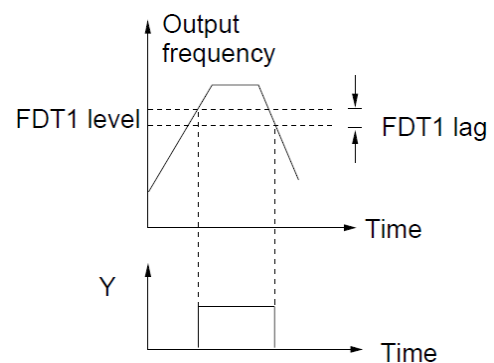 Output
frequency
FDT1 level
FDT1 lag
Time
Y
Time